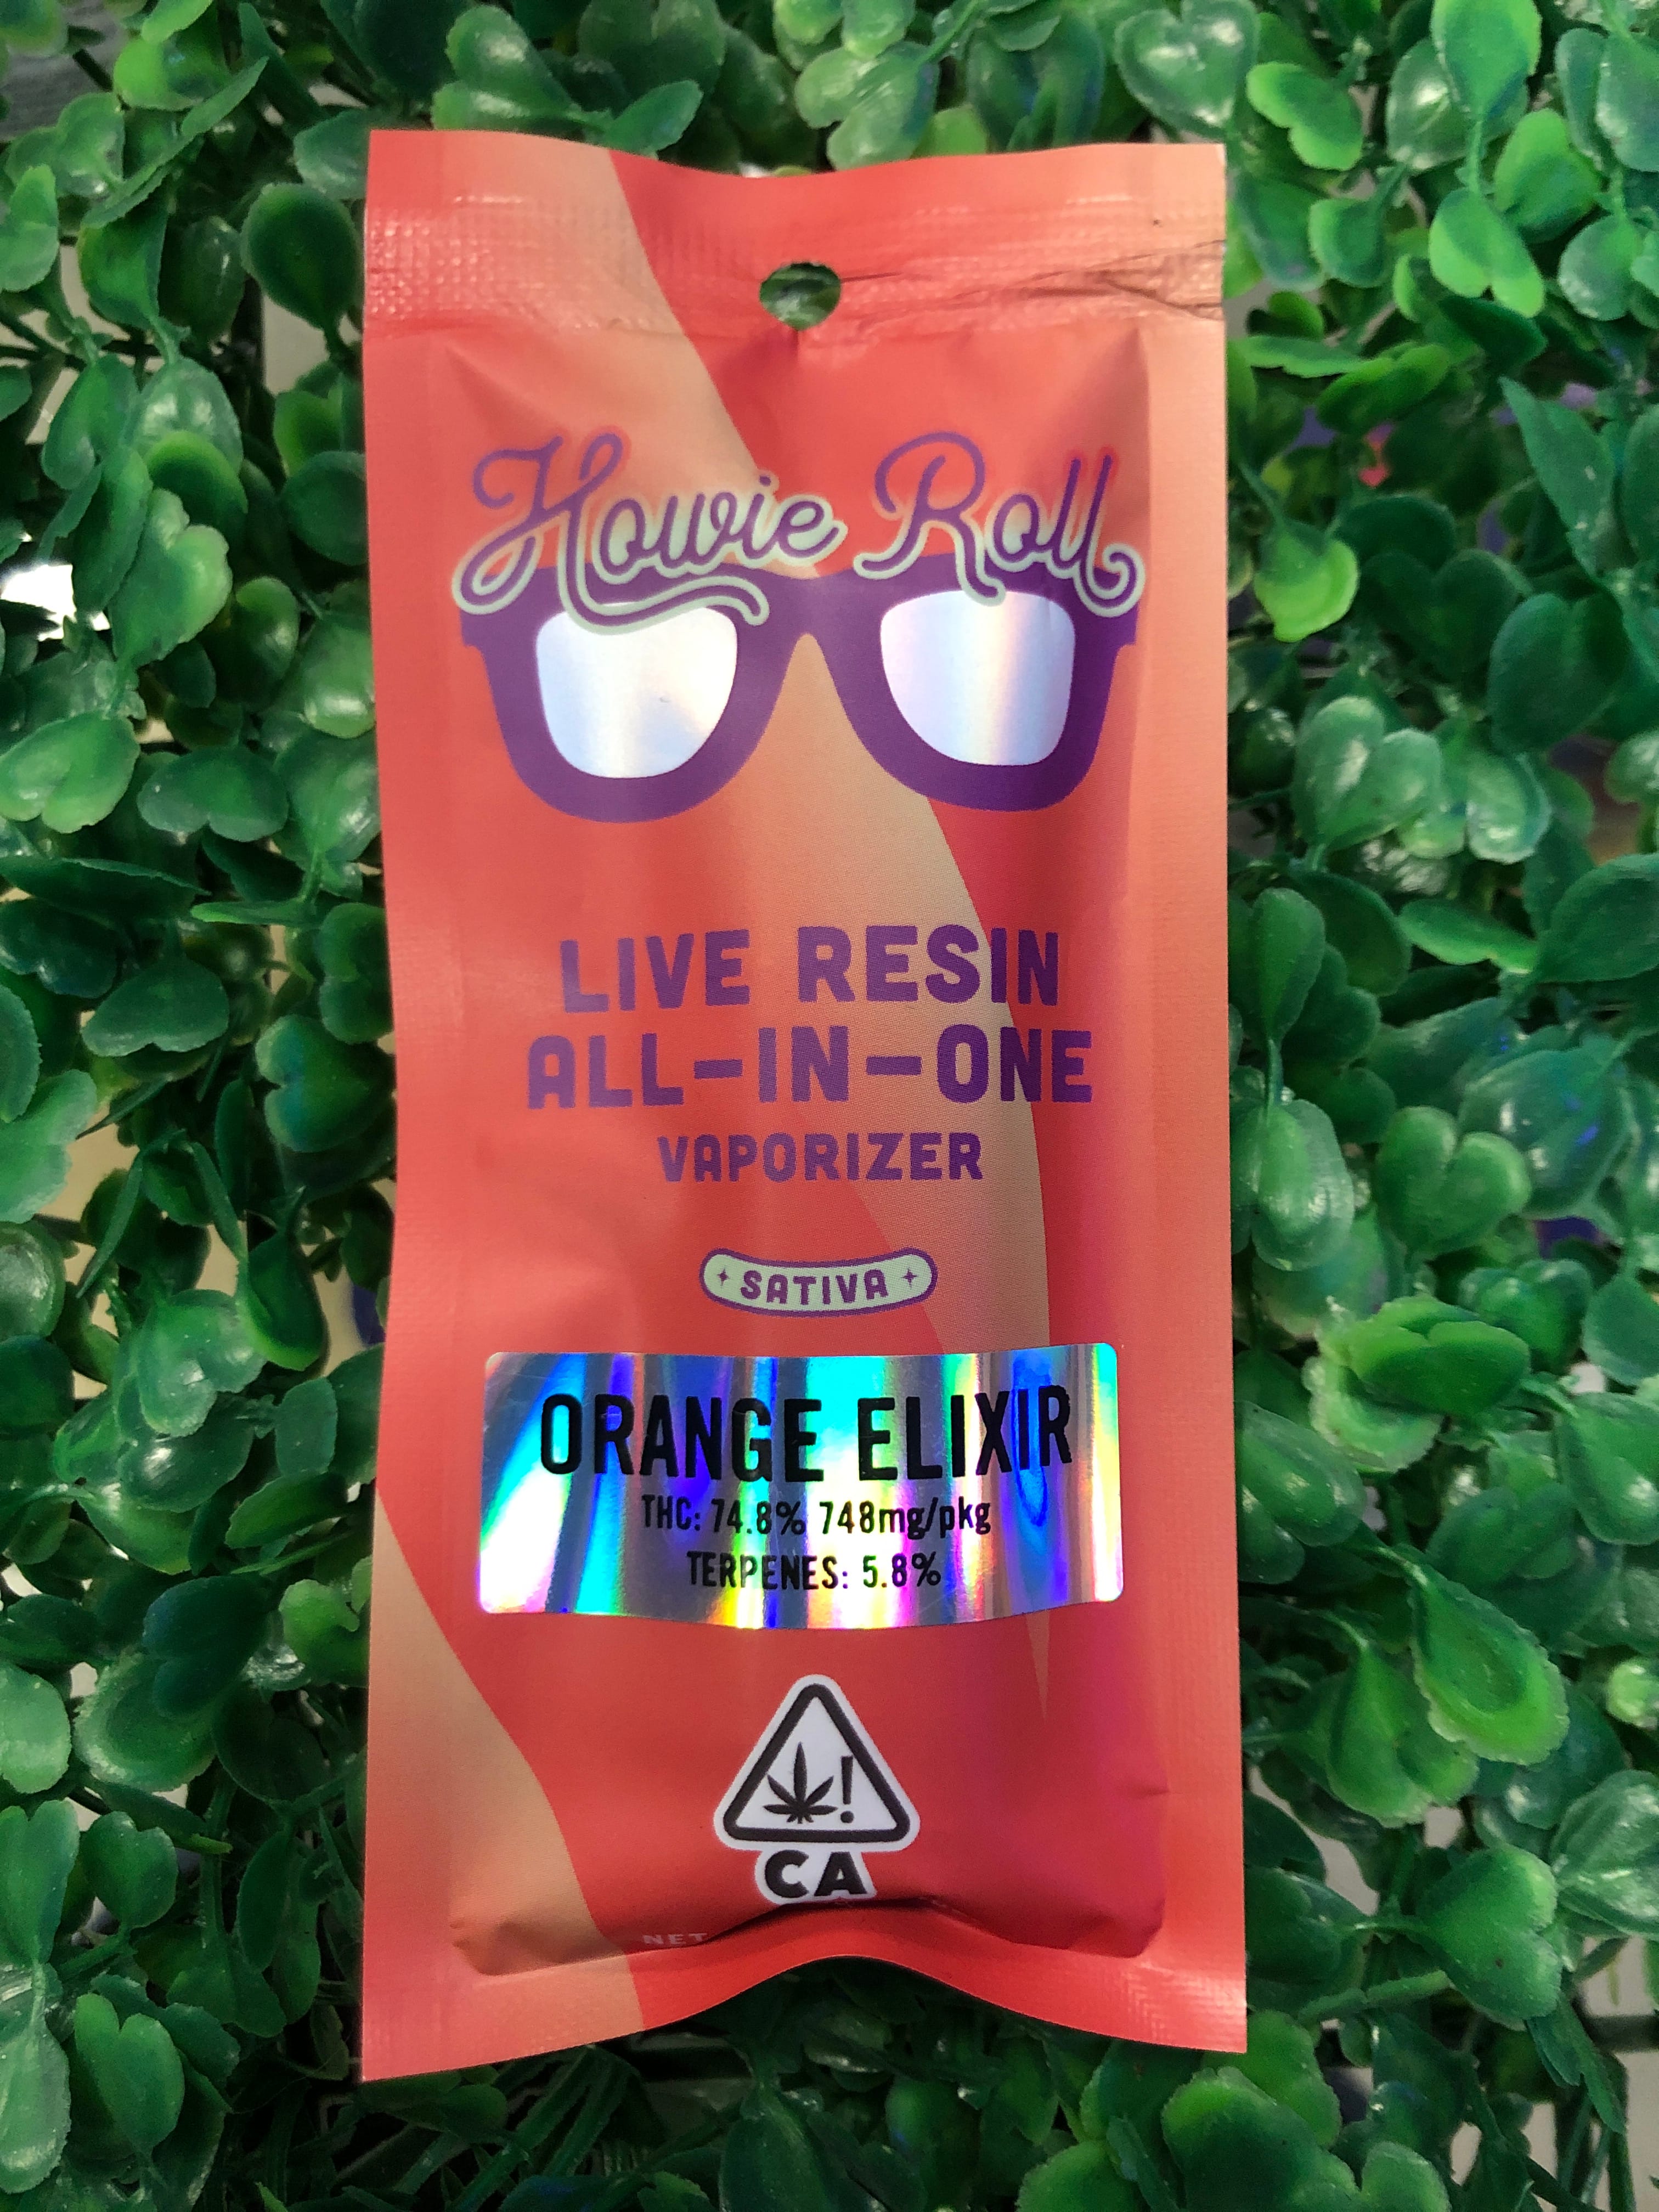 Howie Roll
LIVE RESIN
ALL-IN-ONE
VAPORIZER
SATIVA
ORANGE ELIXIR
THC: 74.8% 748mg/pkg
TERPENES: 5.8%
!
CA
NET